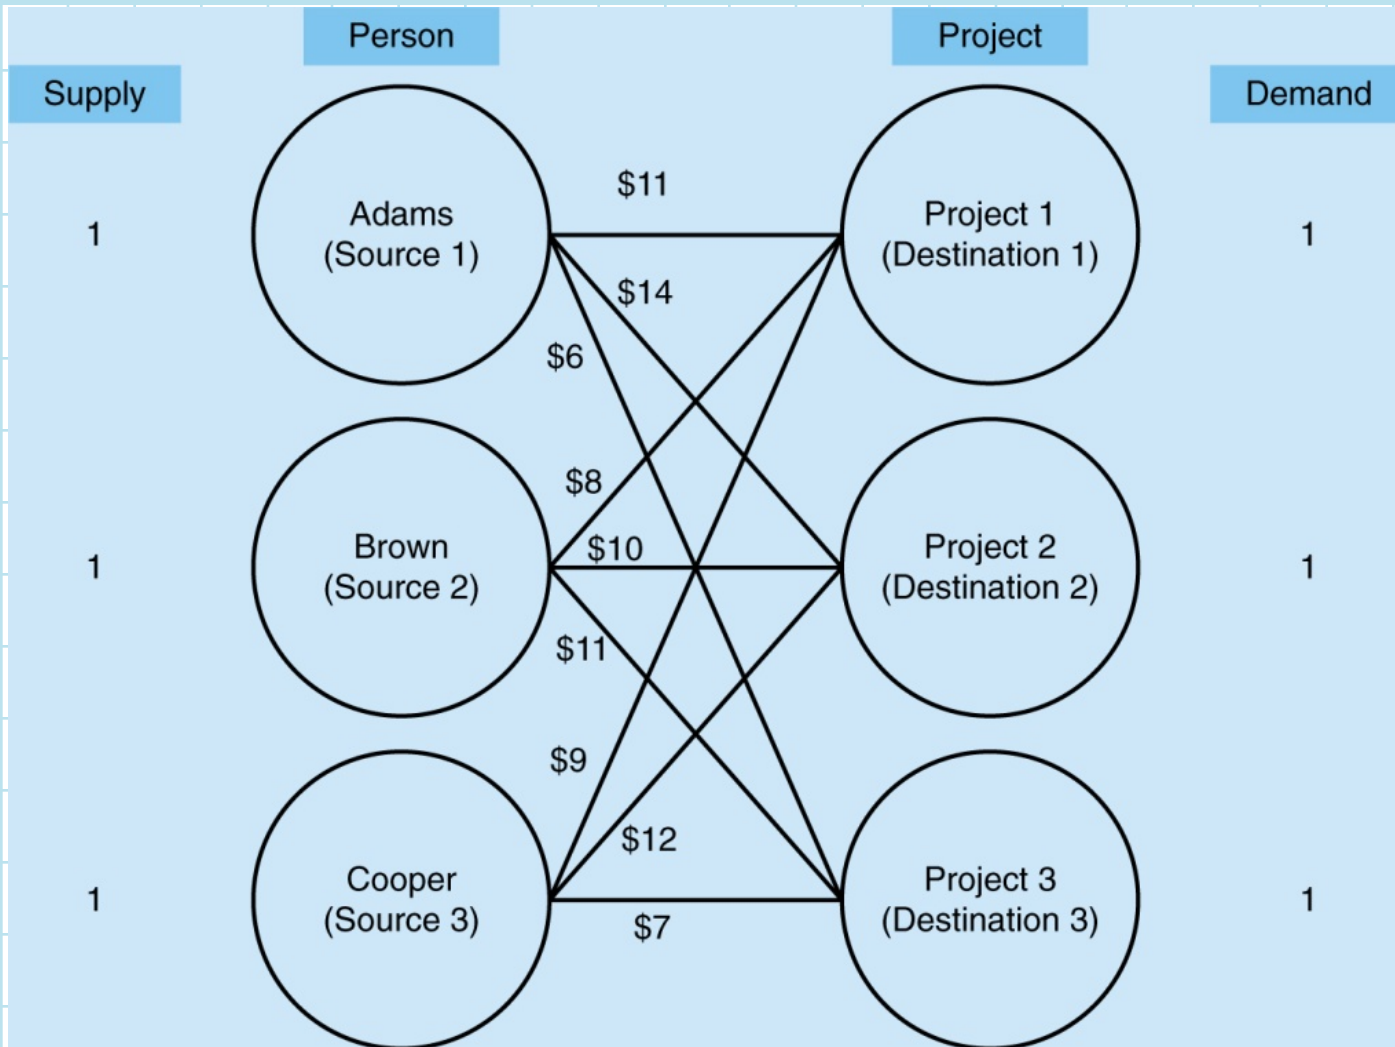 Person
Project
Supply
Demand
$11
Adams
(Source 1)
Project 1
(Destination 1)
1
1
$14
$6
$8
$10
Brown
(Source 2)
Project 2
(Destination 2)
1
1
$11
$9
$12
Cooper
(Source 3)
Project 3
(Destination 3)
1
1
$7